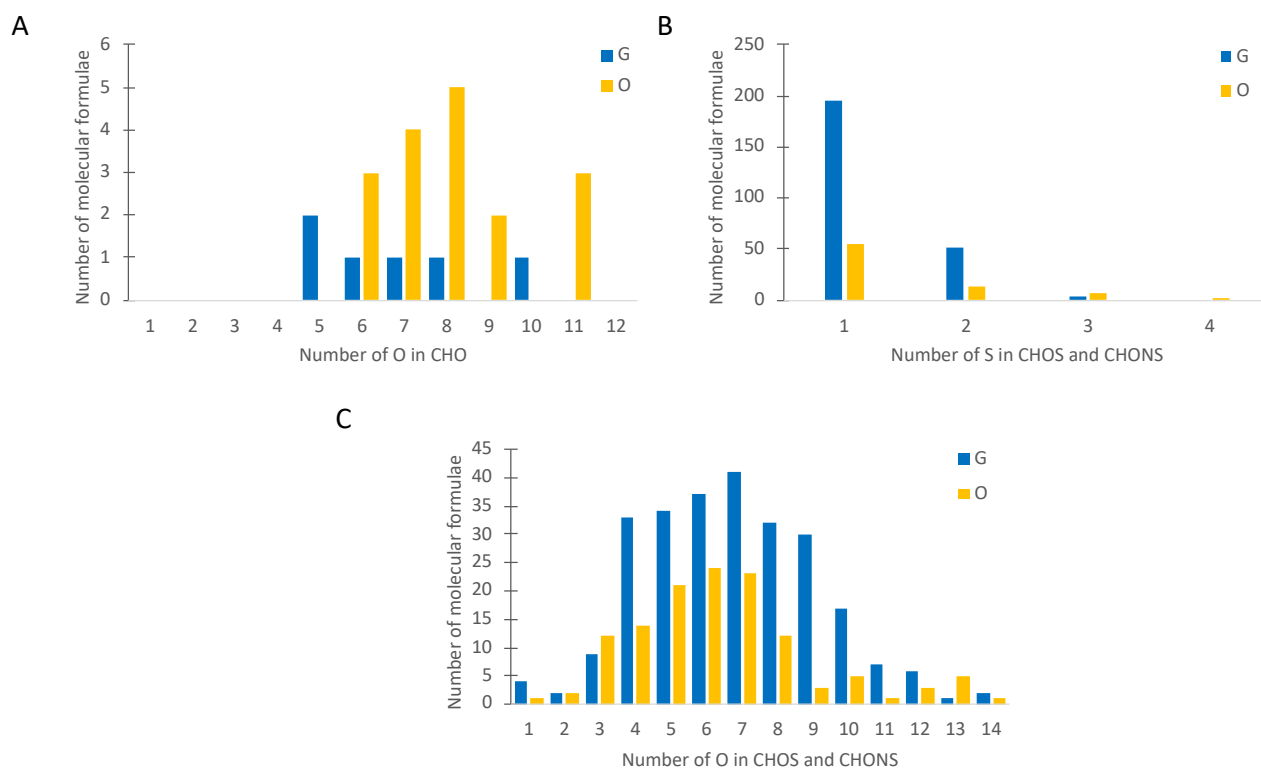 A
Number of molecular formulae
6
5
4
3
2
1
0
1 2 3 4 5 6 7 8 9 10 11 12
Number of O in CHO
G
O
B
Number of molecular formulae
250
200
150
100
50
0
1 2 3 4
Number of S in CHOS and CHONS
G
O
C
Number of molecular formulae
45
40
35
30
25
20
15
10
5
0
1 2 3 4 5 6 7 8 9 10 11 12 13 14
Number of O in CHOS and CHONS
G
O